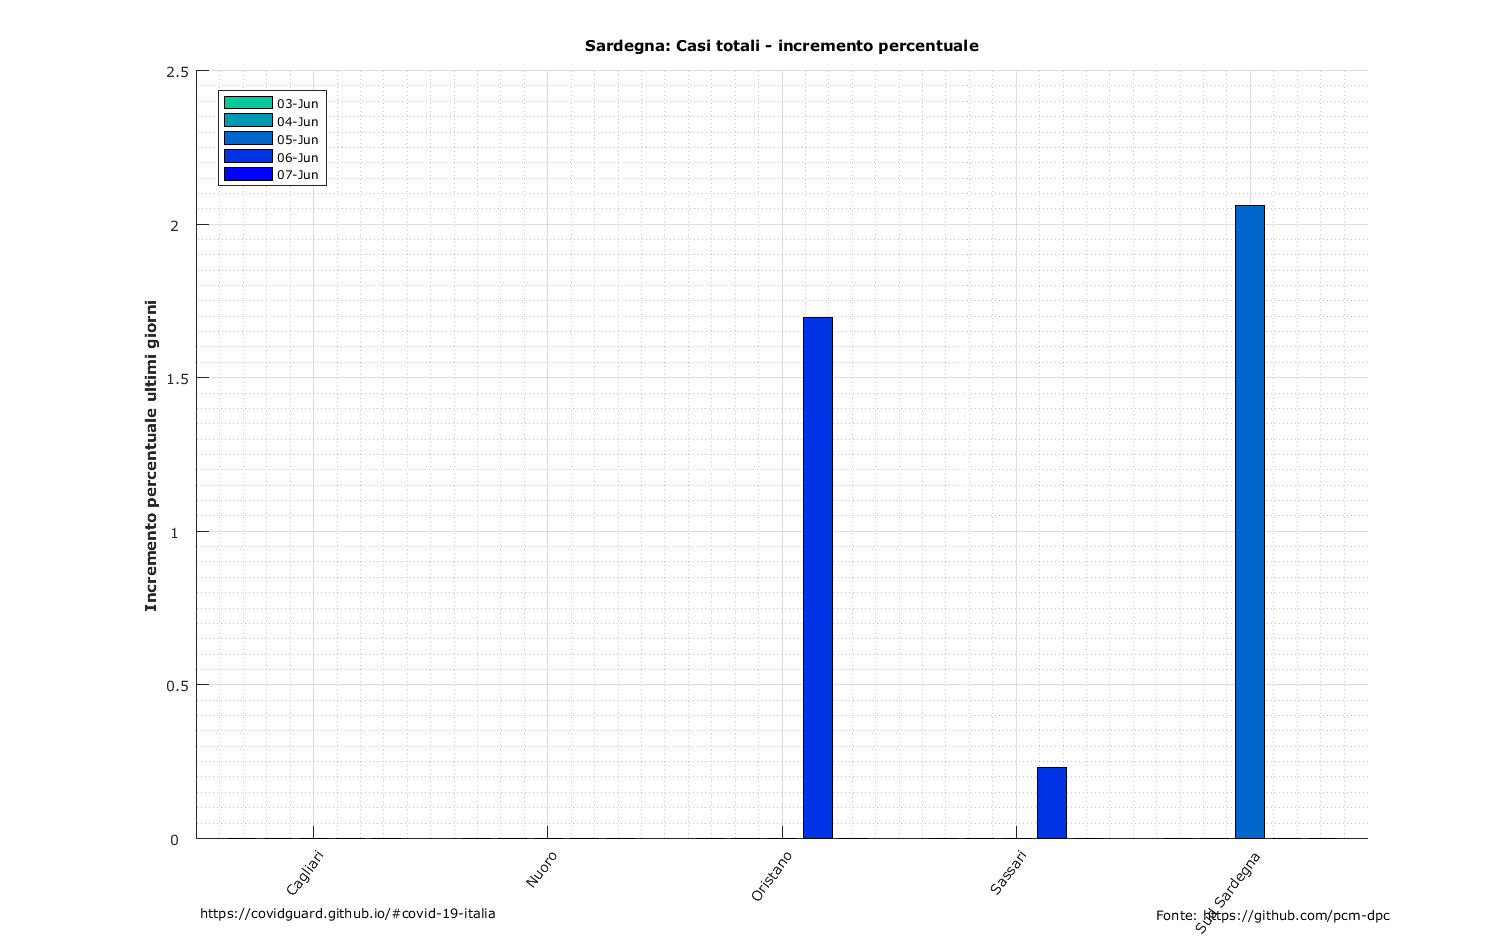 Sardegna: Casi totali - incremento percentuale
2.5
2
1.5
1
0.5
0
03-Jun
04-Jun
05-Jun
06-Jun
07-Jun
Incremento percentuale ultimi giorni
Cagliari
Nuoro
Oristano
Sassari
Sud Sardegna
https://covidguard.github.io/#covid-19-italia
Fonte: https://github.com/pcm-dpc